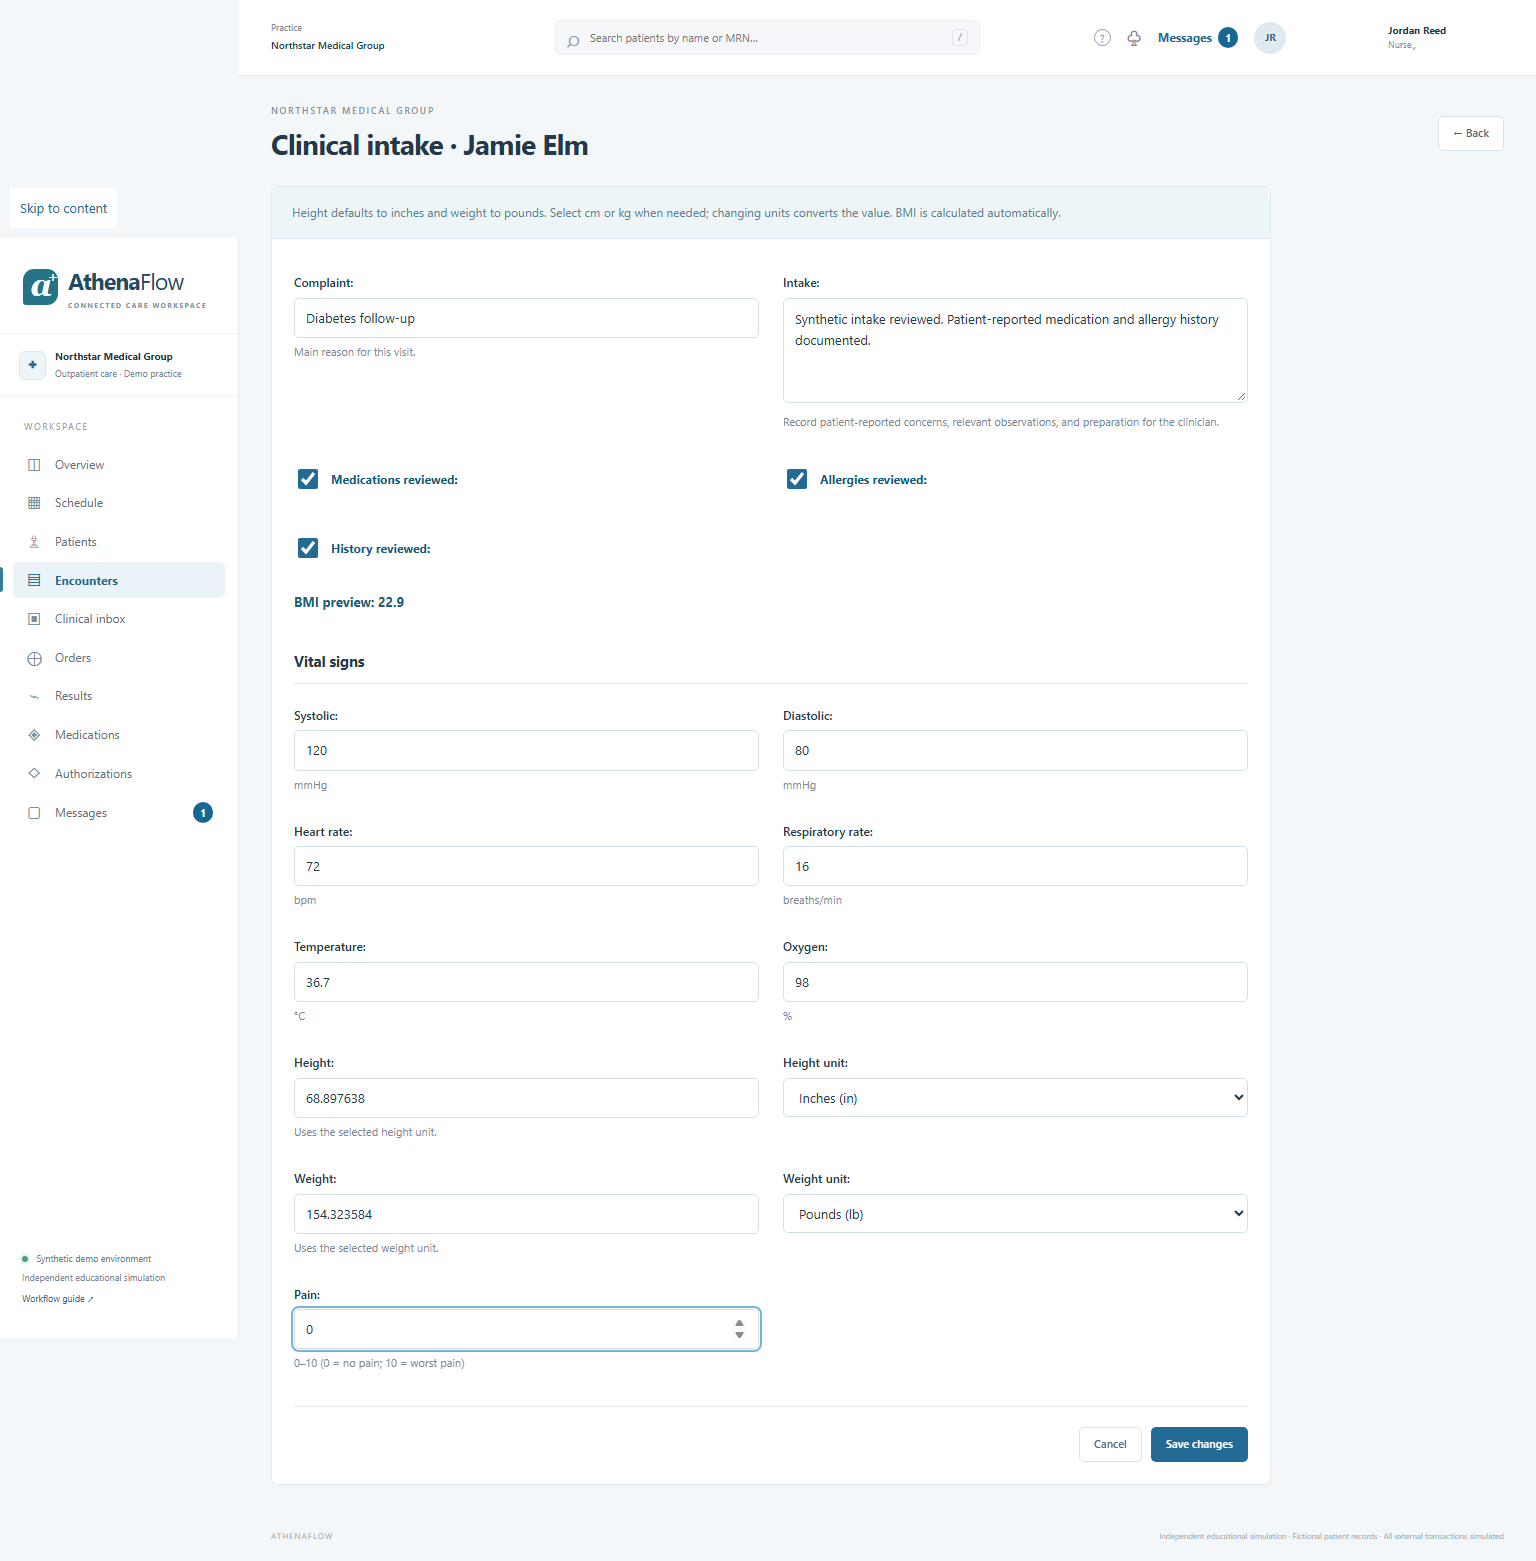 Practice
Northstar Medical Group
Search patients by name or MRN...
/
?
Messages 1
JR
Jordan Reed
Nurse
NORTHSTAR MEDICAL GROUP
Clinical intake · Jamie Elm
← Back
Skip to content
AthenaFlow
CONNECTED CARE WORKSPACE
Northstar Medical Group
Outpatient care · Demo practice
WORKSPACE
Overview
Schedule
Patients
Encounters
Clinical inbox
Orders
Results
Medications
Authorizations
Messages 1
Synthetic demo environment
Independent educational simulation
Workflow guide ↗
Height defaults to inches and weight to pounds. Select cm or kg when needed; changing units converts the value. BMI is calculated automatically.
Complaint:
Diabetes follow-up
Main reason for this visit.
Intake:
Synthetic intake reviewed. Patient-reported medication and allergy history
documented.
Record patient-reported concerns, relevant observations, and preparation for the clinician.
Medications reviewed:
Allergies reviewed:
History reviewed:
BMI preview: 22.9
Vital signs
Systolic:
120
mmHg
Diastolic:
80
mmHg
Heart rate:
72
bpm
Respiratory rate:
16
breaths/min
Temperature:
36.7
°C
Oxygen:
98
%
Height:
68.897638
Uses the selected height unit.
Height unit:
Inches (in)
Weight:
154.323584
Uses the selected weight unit.
Weight unit:
Pounds (lb)
Pain:
0
0–10 (0 = no pain; 10 = worst pain)
Cancel
Save changes
ATHENAFLOW
Independent educational simulation · Fictional patient records · All external transactions simulated